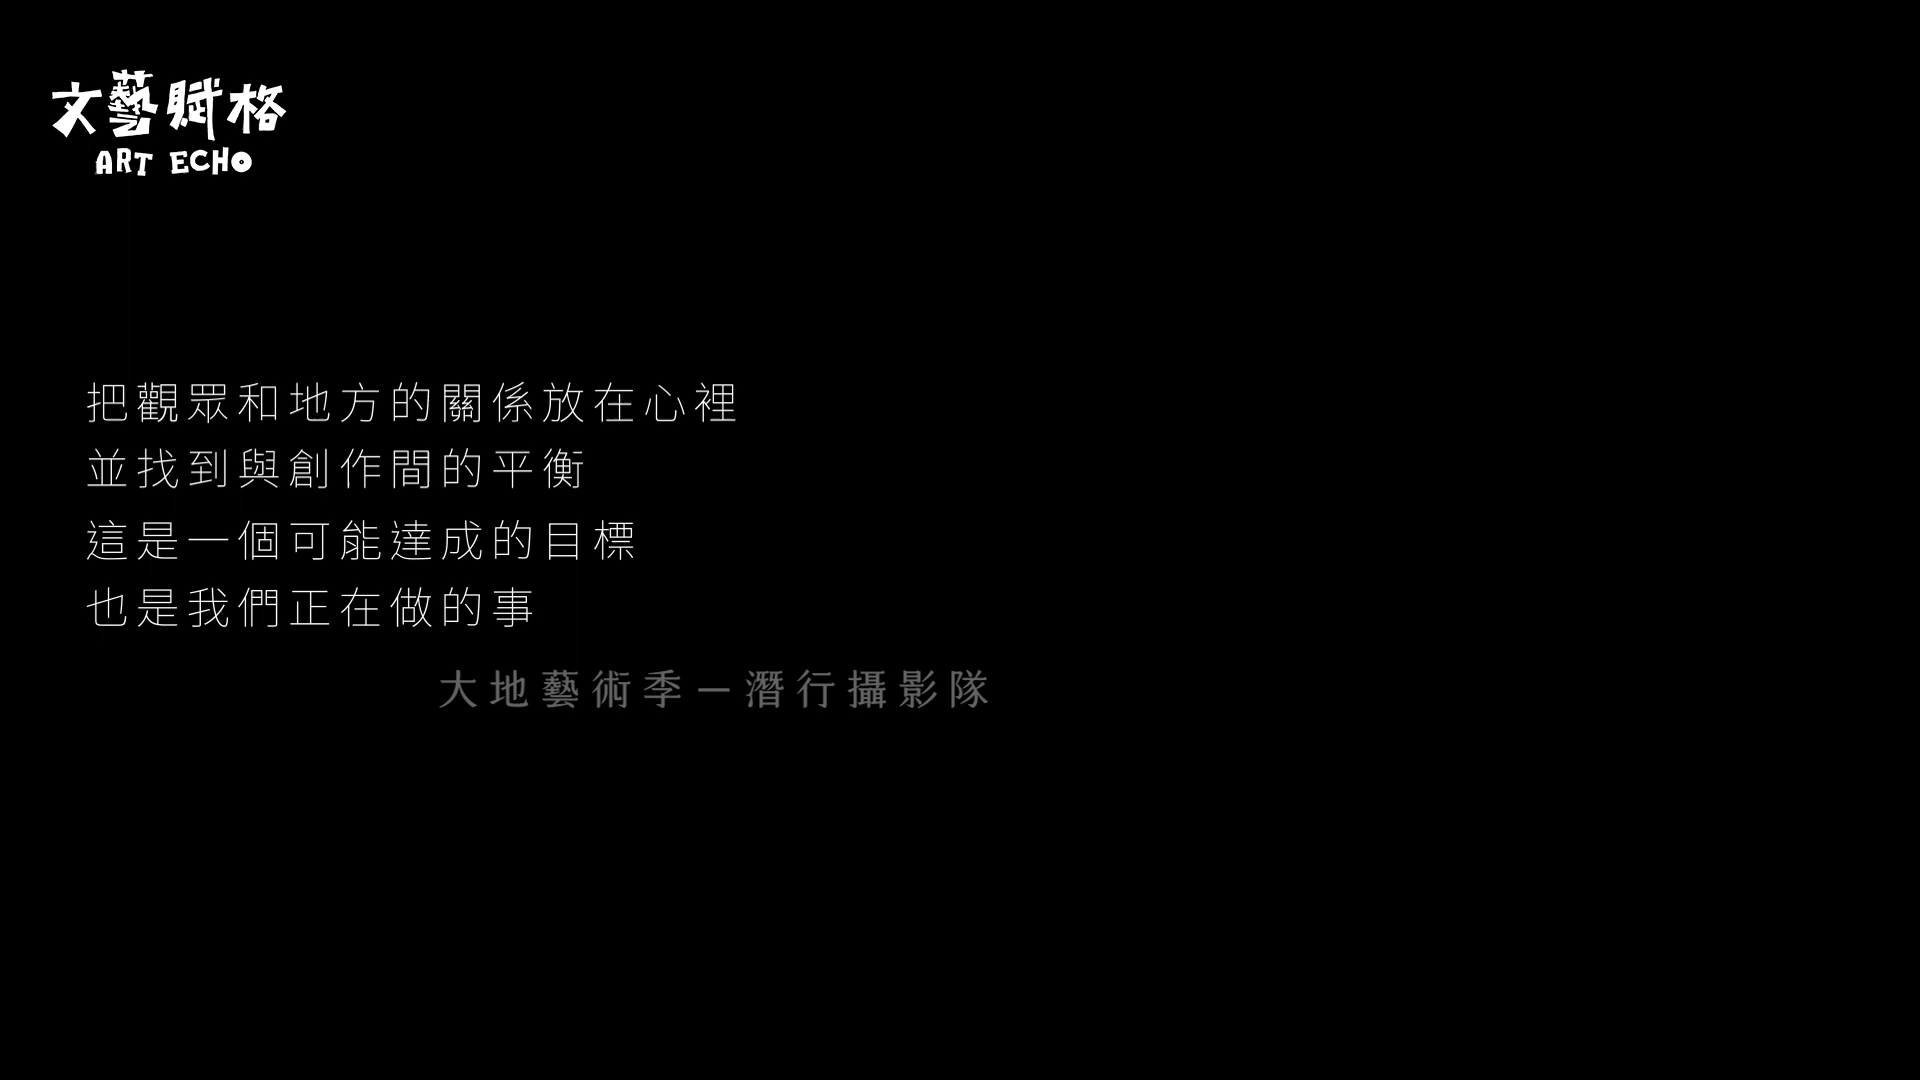 文藝賦格
ART ECHO
把觀眾和地方的關係放在心裡
並找到與創作間的平衡
這是一個可能達成的目標
也是我們正在做的事
大地藝術季—潛行攝影隊